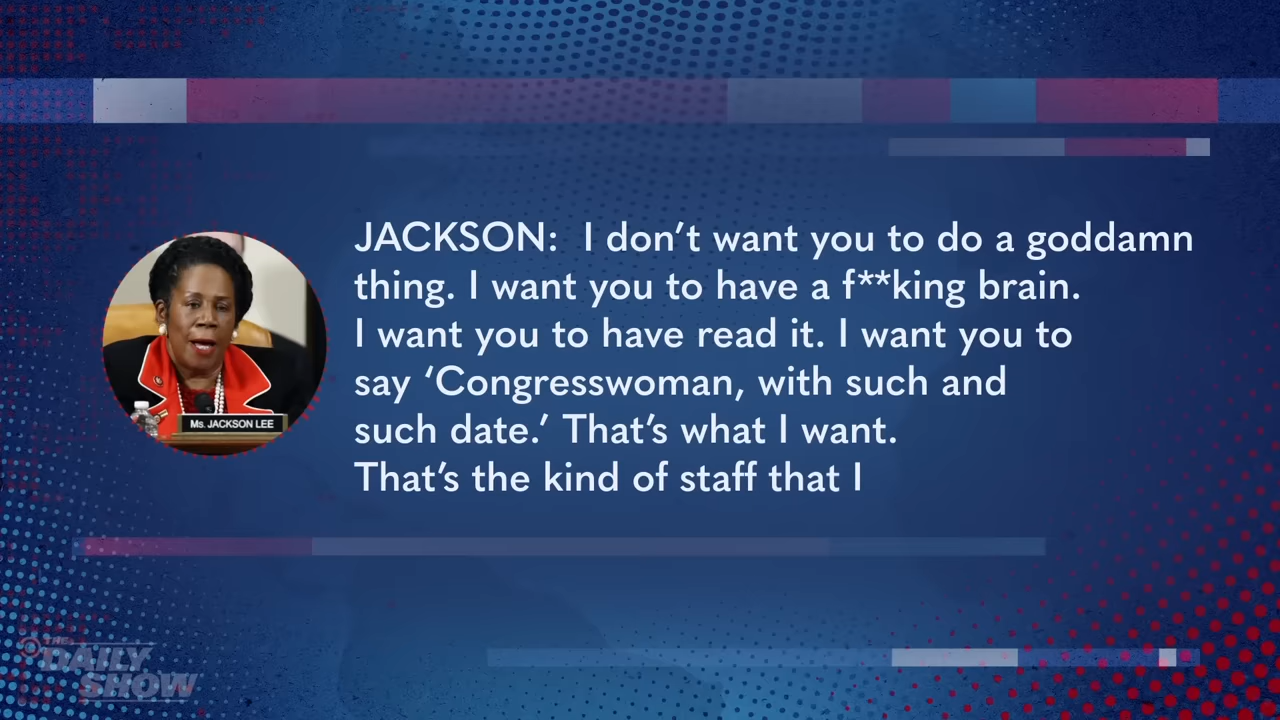 JACKSON: I don’t want you to do a goddamn
thing. I want you to have a f**king brain.
I want you to have read it. I want you to
say ‘Congresswoman, with such and
such date.’ That’s what I want.
That’s the kind of staff that I
Ms. JACKSON LEE
THE
DAILY
SHOW